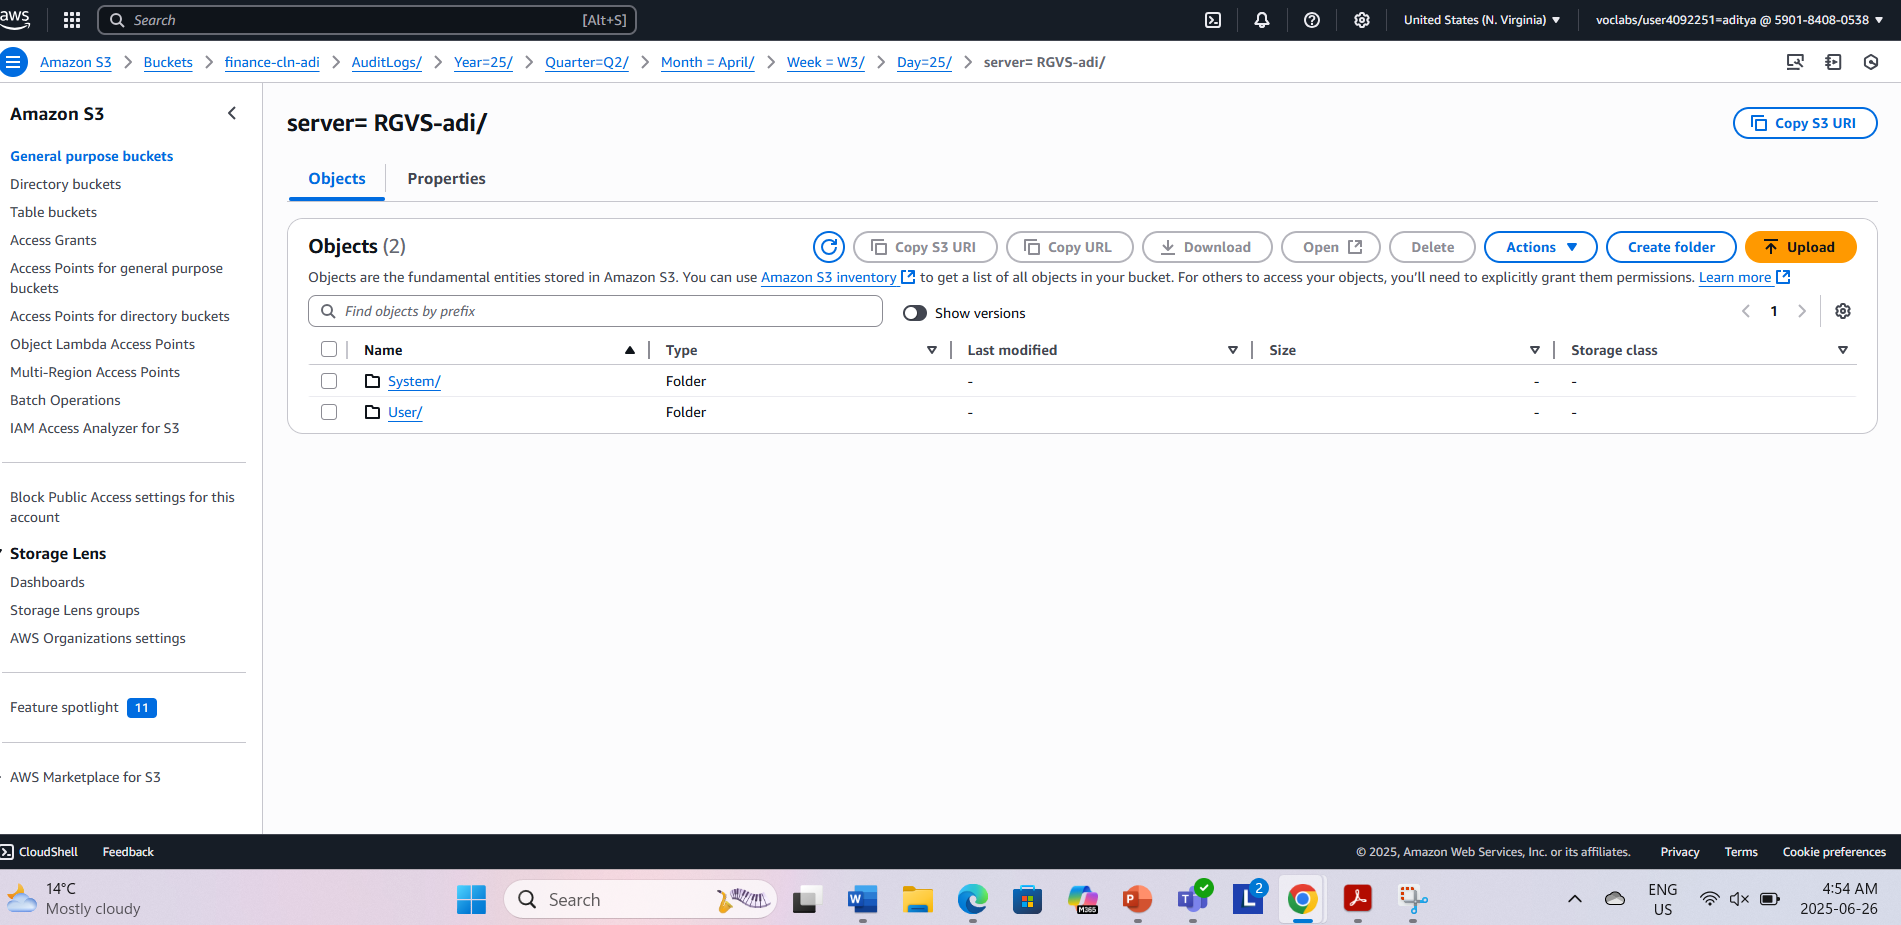 aws
Search [Alt+S]
United States (N. Virginia)
voclabs/user4092251=aditya @ 5901-8408-0538
Amazon S3
Buckets
finance-cln-adi
AuditLogs/
Year=25/
Quarter=Q2/
Month = April/
Week = W3/
Day=25/
server= RGVS-adi/
Amazon S3
General purpose buckets
Directory buckets
Table buckets
Access Grants
Access Points for general purpose
buckets
Access Points for directory buckets
Object Lambda Access Points
Multi-Region Access Points
Batch Operations
IAM Access Analyzer for S3
Block Public Access settings for this
account
Storage Lens
Dashboards
Storage Lens groups
AWS Organizations settings
Feature spotlight 11
AWS Marketplace for S3
server= RGVS-adi/
Copy S3 URI
Objects
Properties
Objects (2)
Copy S3 URI
Copy URL
Download
Open
Delete
Actions
Create folder
Upload
Objects are the fundamental entities stored in Amazon S3. You can use Amazon S3 inventory to get a list of all objects in your bucket. For others to access your objects, you'll need to explicitly grant them permissions. Learn more
Find objects by prefix
Show versions
1
Name Type Last modified Size Storage class
System/ Folder - - -
User/ Folder - - -
CloudShell
Feedback
© 2025, Amazon Web Services, Inc. or its affiliates.
Privacy
Terms
Cookie preferences
14°C
Mostly cloudy
Search
W
M365
P
T
L
2
ENG
US
4:54 AM
2025-06-26